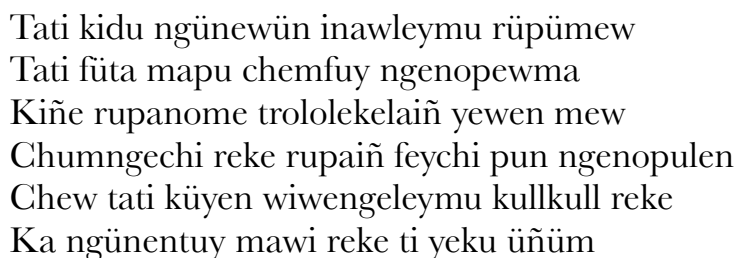 Tati kidu ngünewün inawleymu rüpümew
Tati füta mapu chemfuy ngenopewma
Kiñe rupanome trololekelaiñ yewen mew
Chumngechi reke rupaiñ feychi pun ngenopulen
Chew tati küyen wiwengeleymu kullkull reke
Ka ngünentuy mawi reke ti yeku üñüm